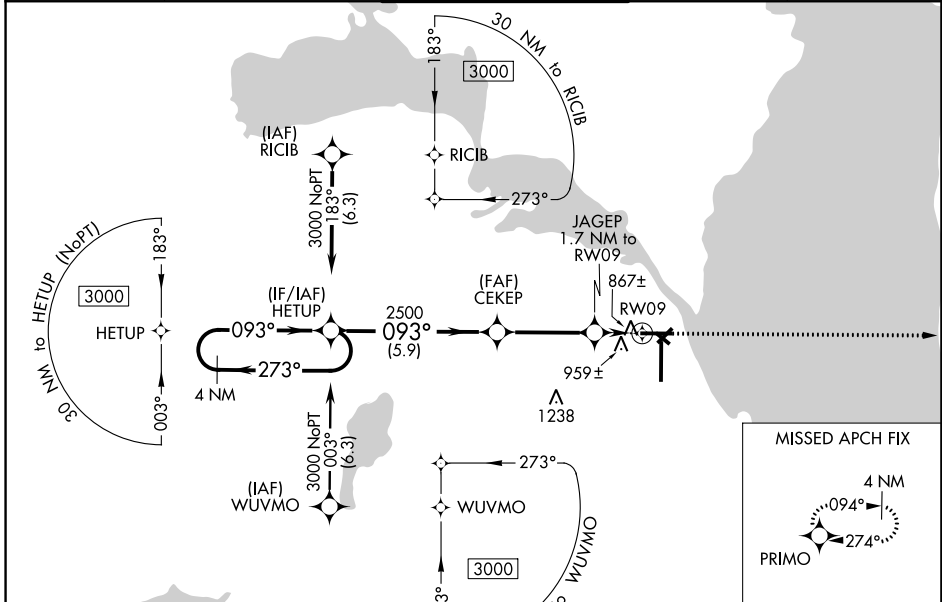 30 NM to RICIB
183°
3000
RICIB
273°
(IAF)
RICIB
3000 NoPT
183°
(6.3)
30 NM to HETUP (NoPT)
183°
3000
HETUP
003°
(IF/IAF)
HETUP
093°
273°
4 NM
2500
093°
(5.9)
(FAF)
CEKEP
JAGEP
1.7 NM to
RW09
867±
RW09
959±
1238
3000 NoPT
003°
(6.3)
(IAF)
WUVMO
273°
WUVMO
3000
WUVMO
MISSED APCH FIX
4 NM
094°
274°
PRIMO